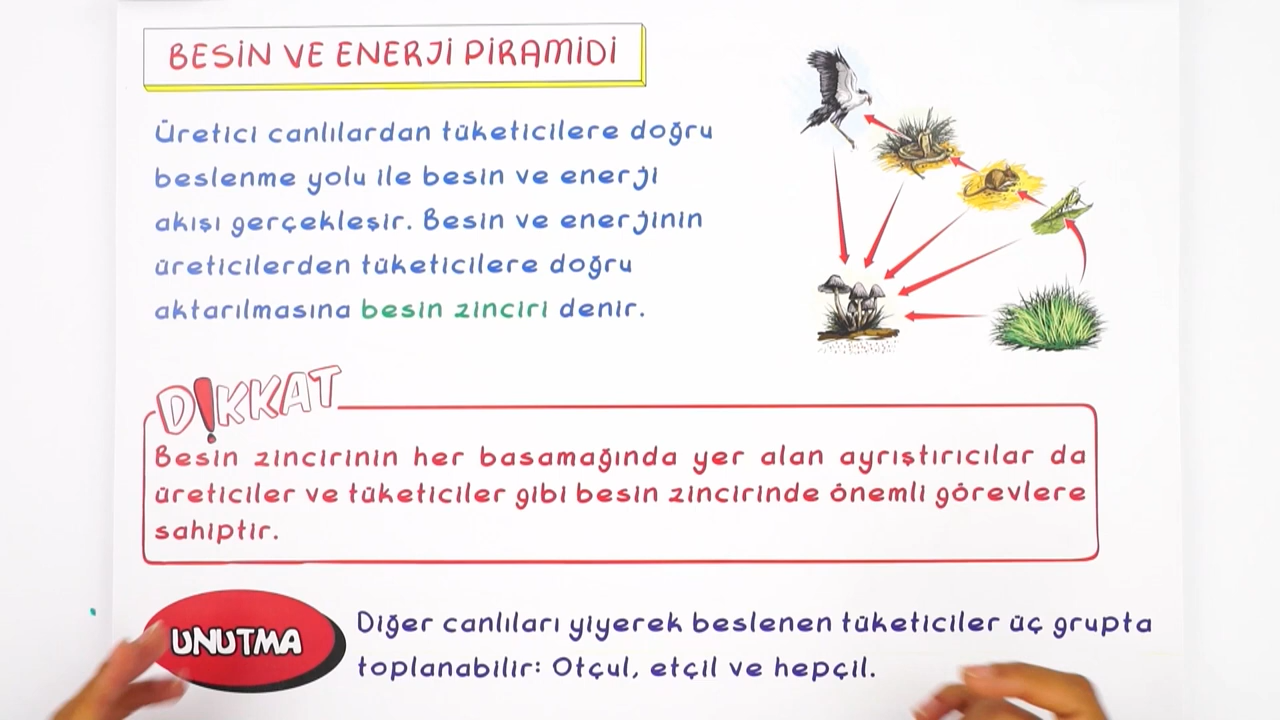 BESİN VE ENERJİ PİRAMİDİ
Üretici canlılardan tüketicilere doğru
beslenme yolu ile besin ve enerji
akışı gerçekleşir. Besin ve enerjinin
üreticilerden tüketicilere doğru
aktarılmasına besin zinciri denir.
DİKKAT
Besin zincirinin her basamağında yer alan ayrıştırıcılar da
üreticiler ve tüketiciler gibi besin zincirinde önemli görevlere
sahiptir.
UNUTMA
Diğer canlıları yiyerek beslenen tüketiciler üç grupta
toplanabilir: Otçul, etçil ve hepçil.